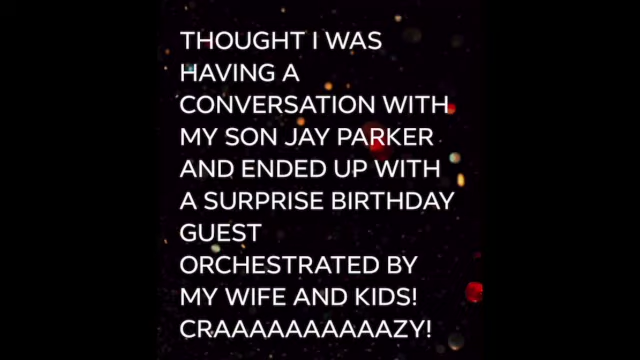 THOUGHT I WAS
HAVING A
CONVERSATION WITH
MY SON JAY PARKER
AND ENDED UP WITH
A SURPRISE BIRTHDAY
GUEST
ORCHESTRATED BY
MY WIFE AND KIDS!
CRAAAAAAAAAAZY!